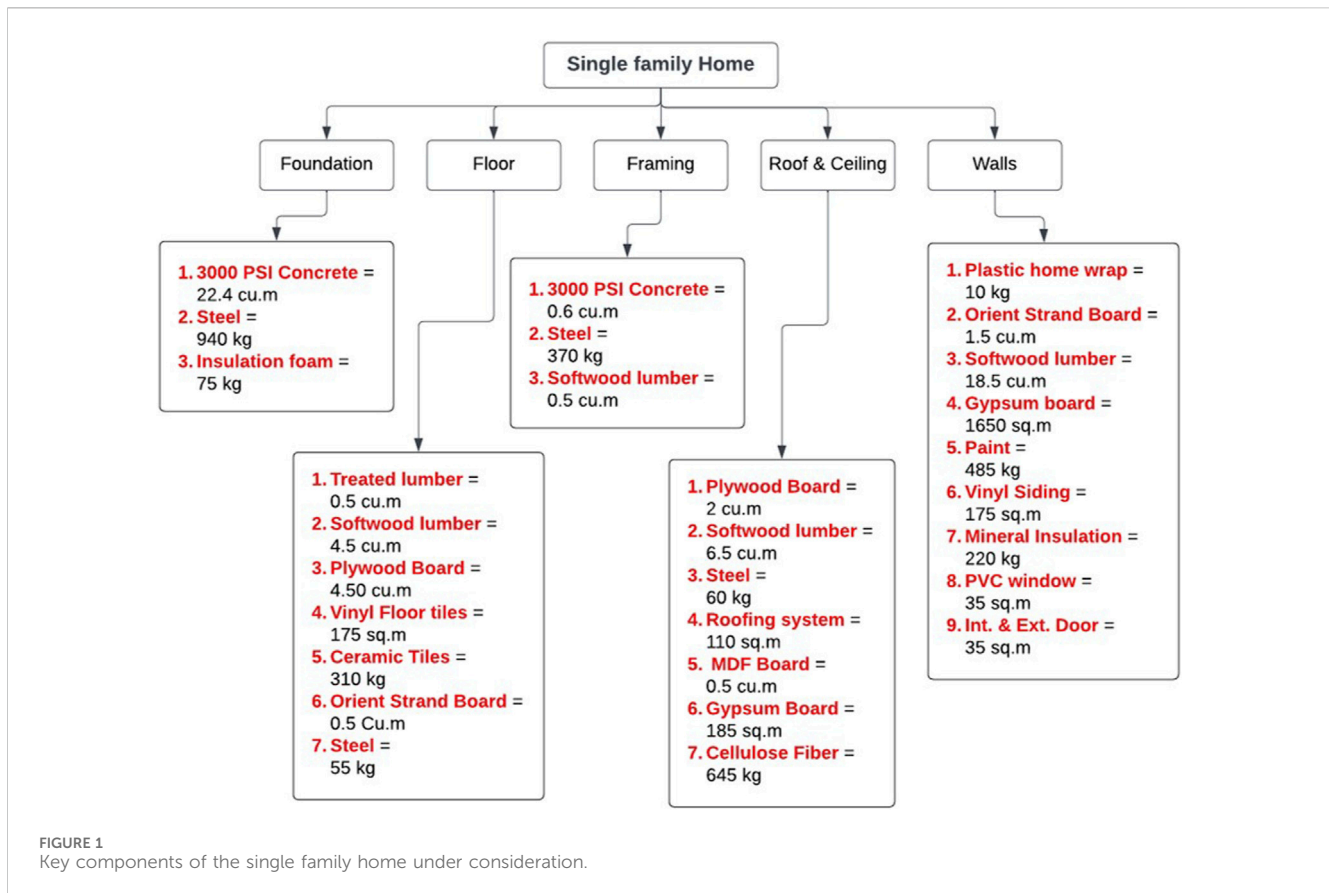 Single family Home
Foundation
Floor
Framing
Roof & Ceiling
Walls
1. 3000 PSI Concrete =
22.4 cu.m
2. Steel =
940 kg
3. Insulation foam =
75 kg
1. Treated lumber =
0.5 cu.m
2. Softwood lumber =
4.5 cu.m
3. Plywood Board =
4.50 cu.m
4. Vinyl Floor tiles =
175 sq.m
5. Ceramic Tiles =
310 kg
6. Orient Strand Board =
0.5 Cu.m
7. Steel =
55 kg
1. 3000 PSI Concrete =
0.6 cu.m
2. Steel =
370 kg
3. Softwood lumber =
0.5 cu.m
1. Plywood Board =
2 cu.m
2. Softwood lumber =
6.5 cu.m
3. Steel =
60 kg
4. Roofing system =
110 sq.m
5. MDF Board =
0.5 cu.m
6. Gypsum Board =
185 sq.m
7. Cellulose Fiber =
645 kg
1. Plastic home wrap =
10 kg
2. Orient Strand Board =
1.5 cu.m
3. Softwood lumber =
18.5 cu.m
4. Gypsum board =
1650 sq.m
5. Paint =
485 kg
6. Vinyl Siding =
175 sq.m
7. Mineral Insulation =
220 kg
8. PVC window =
35 sq.m
9. Int. & Ext. Door =
35 sq.m
FIGURE 1
Key components of the single family home under consideration.